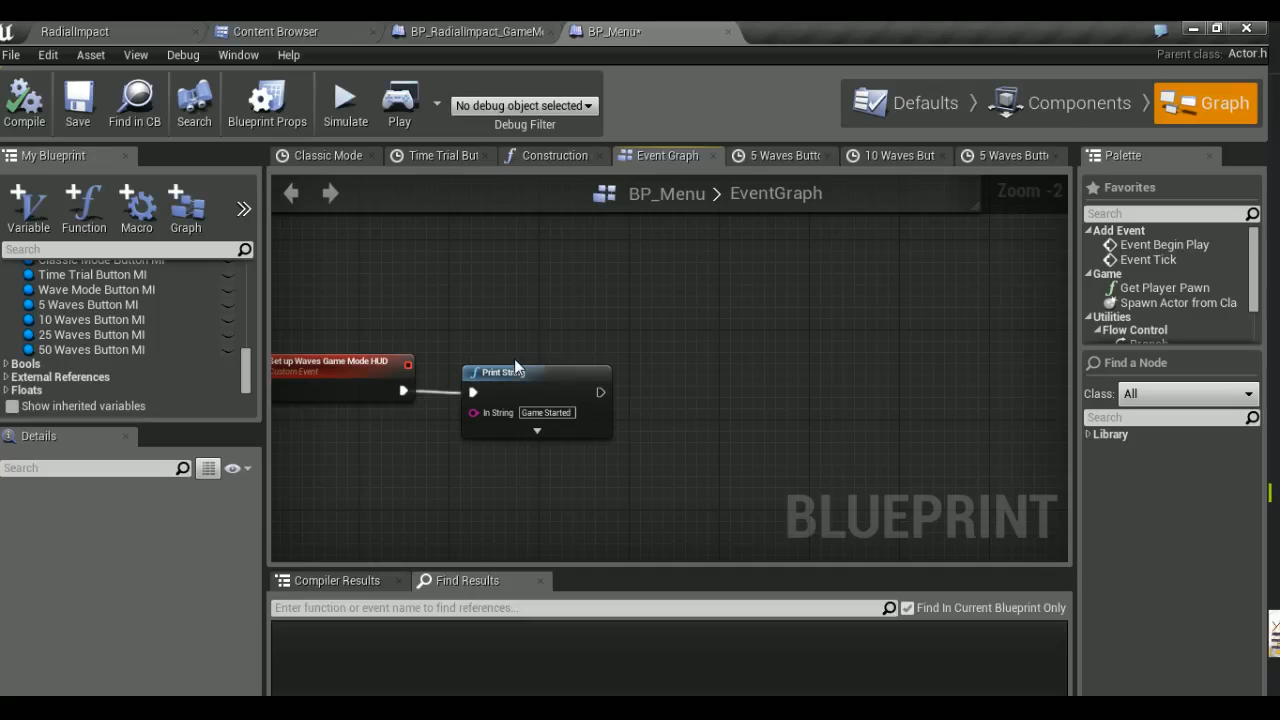 RadialImpact
Content Browser
BP_RadialImpact_GameMo
BP_Menu*
File Edit Asset View Window Debug Help
Parent class: Actor.h
Compile
Save
Find in CB
Search
Blueprint Props
Simulate
Play
No debug object selected
Debug Filter
Defaults
Components
Graph
My Blueprint
Classic Mode
Time Trial But
Construction
Event Graph
5 Waves Butt
10 Waves But
5 Waves Butt
Palette
Variable
Function
Macro
Graph
BP_Menu > EventGraph
Zoom -2
Search
Classic Mode Button MI
Time Trial Button MI
Wave Mode Button MI
5 Waves Button MI
10 Waves Button MI
25 Waves Button MI
50 Waves Button MI
Bools
External References
Floats
Show inherited variables
Details
Search
Set up Waves Game Mode HUD
Custom Event
Print String
In String Game Started
BLUEPRINT
Favorites
Search
Add Event
Event Begin Play
Event Tick
Game
Get Player Pawn
Spawn Actor from Cla
Utilities
Flow Control
Branch
Find a Node
Class: All
Search
Library
Compiler Results
Find Results
Enter function or event name to find references...
Find In Current Blueprint Only